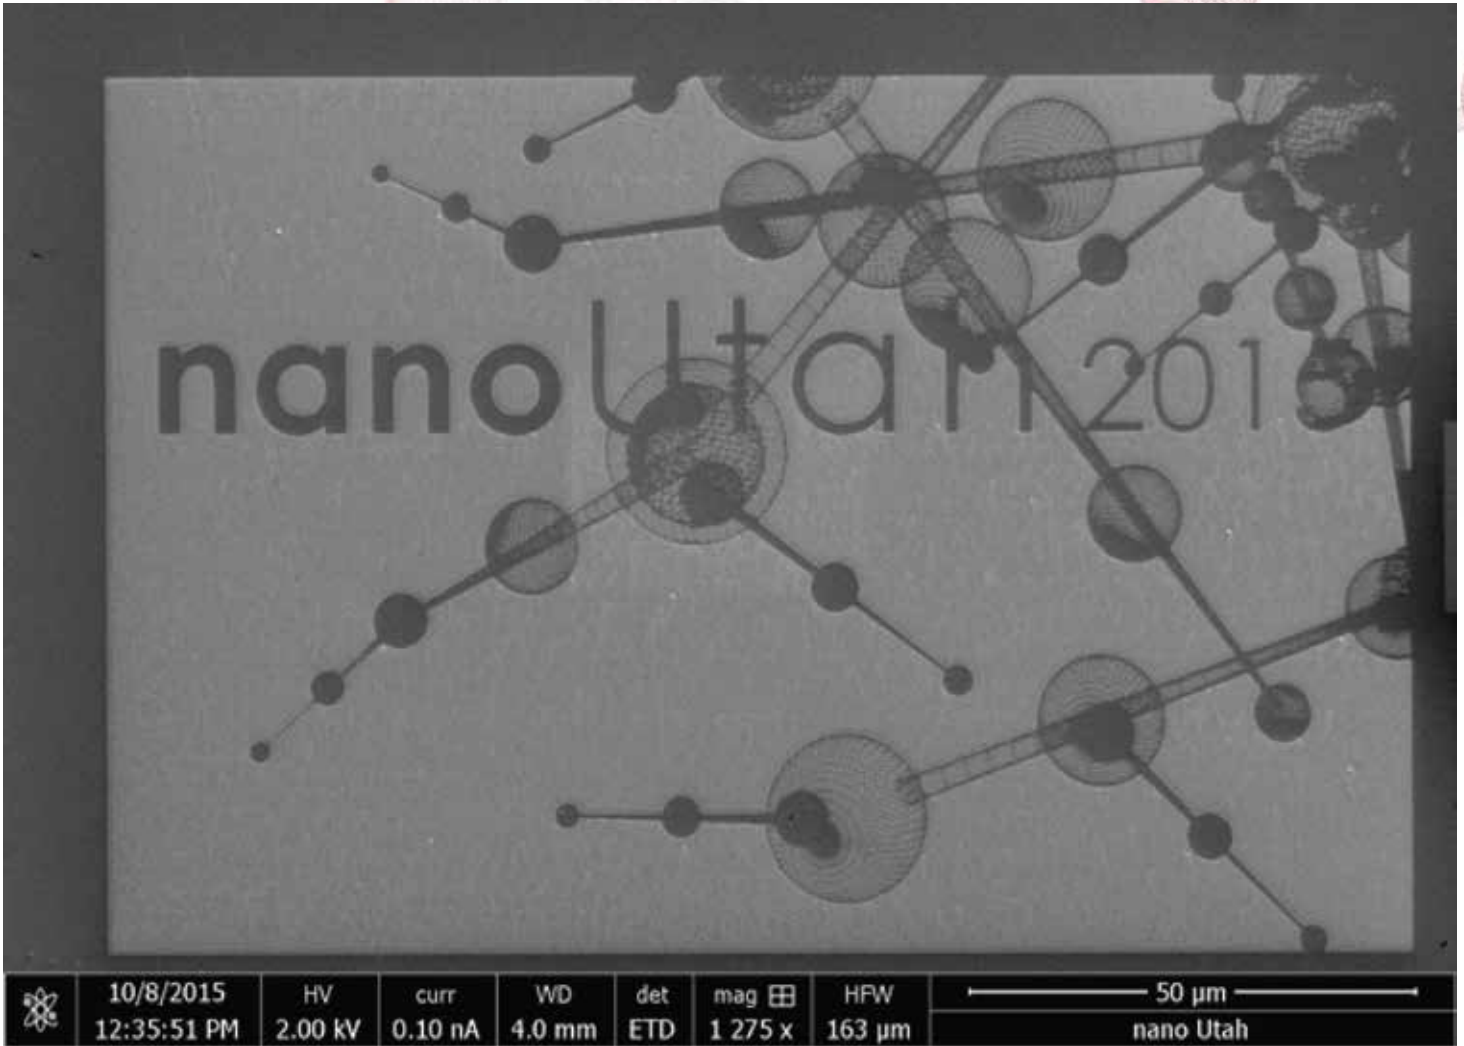 nanoUtah 201
10/8/2015 HV curr WD det mag HFW 50 µm
12:35:51 PM 2.00 kV 0.10 nA 4.0 mm ETD 1 275 x 163 µm nano Utah